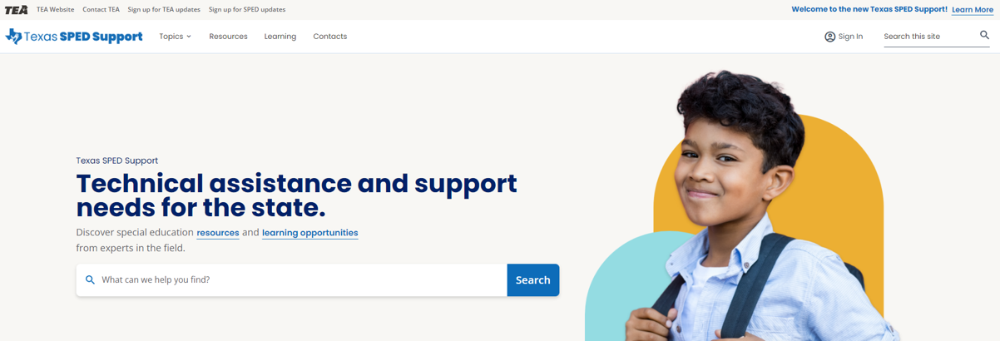 TEA TEA Website Contact TEA Sign up for TEA updates Sign up for SPED updates Welcome to the new Texas SPED Support! Learn More
Texas SPED Support Topics Resources Learning Contacts Sign In Search this site
Texas SPED Support
Technical assistance and support
needs for the state.
Discover special education resources and learning opportunities
from experts in the field.
What can we help you find? Search